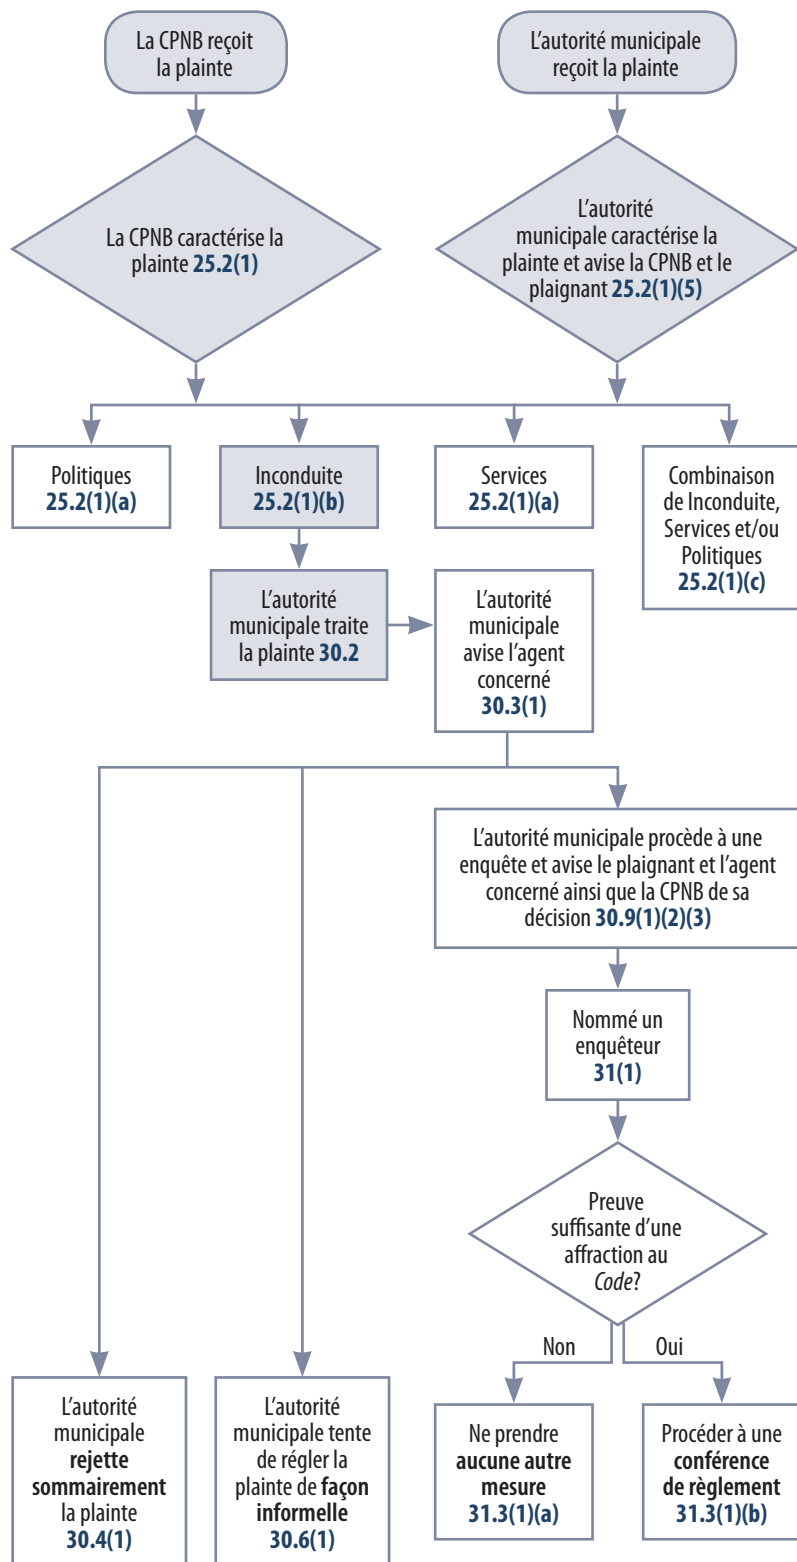 La CPNB reçoit
la plainte
L'autorité municipale
reçoit la plainte
La CPNB caractérise la
plainte 25.2(1)
L'autorité
municipale caractérise la
plainte et avise la CPNB et le
plaignant 25.2(1)(5)
Politiques
25.2(1)(a)
Inconduite
25.2(1)(b)
Services
25.2(1)(a)
Combinaison
de Inconduite,
Services et/ou
Politiques
25.2(1)(c)
L'autorité
municipale traite
la plainte 30.2
L'autorité
municipale
avise l'agent
concerné
30.3(1)
L'autorité municipale procède à une
enquête et avise le plaignant et l'agent
concerné ainsi que la CPNB de sa
décision 30.9(1)(2)(3)
Nommé un
enquêteur
31(1)
Preuve
suffisante d'une
affraction au
Code?
Non
Oui
L'autorité
municipale
rejette
sommairement
la plainte
30.4(1)
L'autorité
municipale tente
de régler la
plainte de façon
informelle
30.6(1)
Ne prendre
aucune autre
mesure
31.3(1)(a)
Procéder à une
conférence
de règlement
31.3(1)(b)